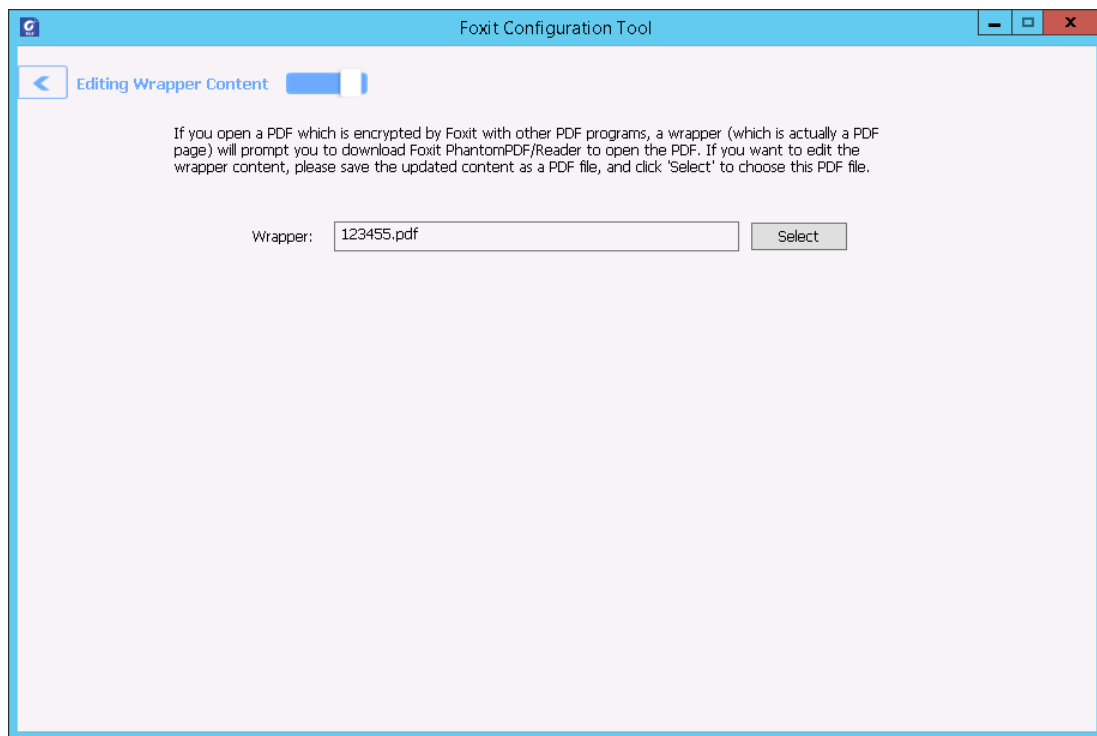 Foxit Configuration Tool
Editing Wrapper Content
If you open a PDF which is encrypted by Foxit with other PDF programs, a wrapper (which is actually a PDF
page) will prompt you to download Foxit PhantomPDF/Reader to open the PDF. If you want to edit the
wrapper content, please save the updated content as a PDF file, and click 'Select' to choose this PDF file.
Wrapper: 123455.pdf Select